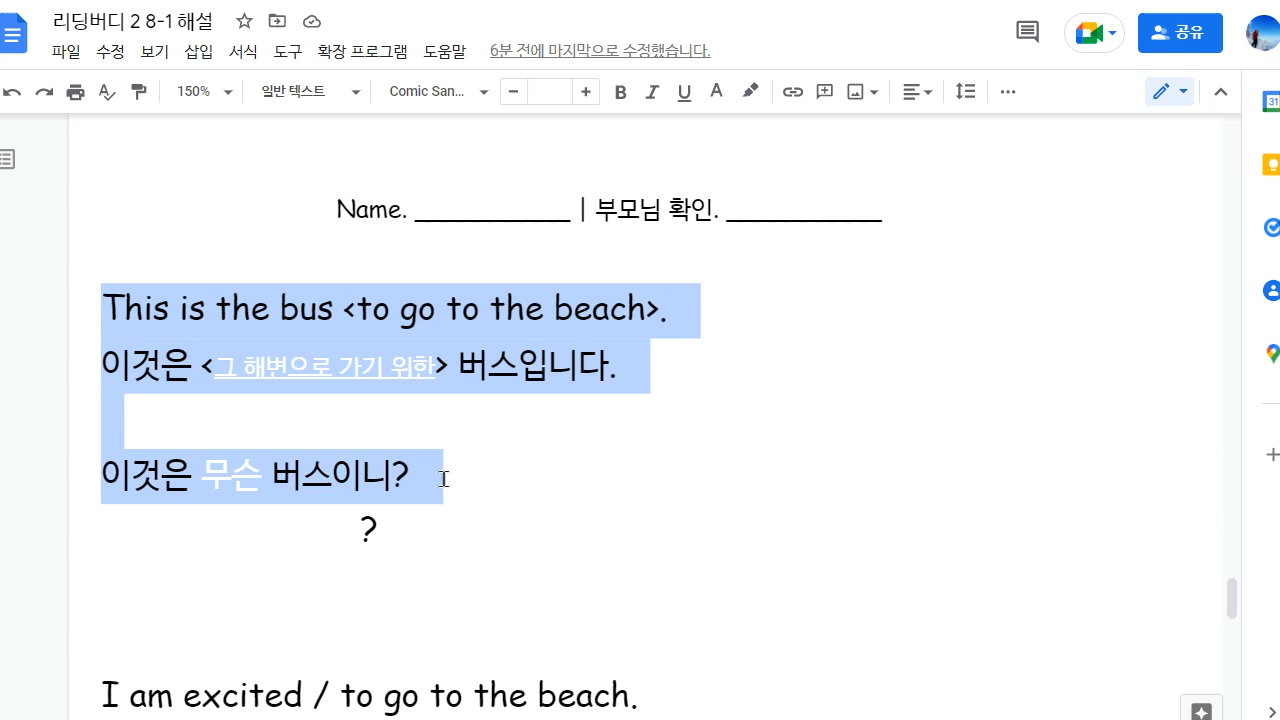 리딩버디 2 8-1 해설
파일 수정 보기 삽입 서식 도구 확장 프로그램 도움말 6분 전에 마지막으로 수정했습니다.
공유
150% 일반 텍스트 Comic San... − + B I U A
31
Name. ___________ | 부모님 확인. ___________
This is the bus <to go to the beach>.
이것은 <그 해변으로 가기 위한> 버스입니다.
이것은 무슨 버스이니?
?
I am excited / to go to the beach.